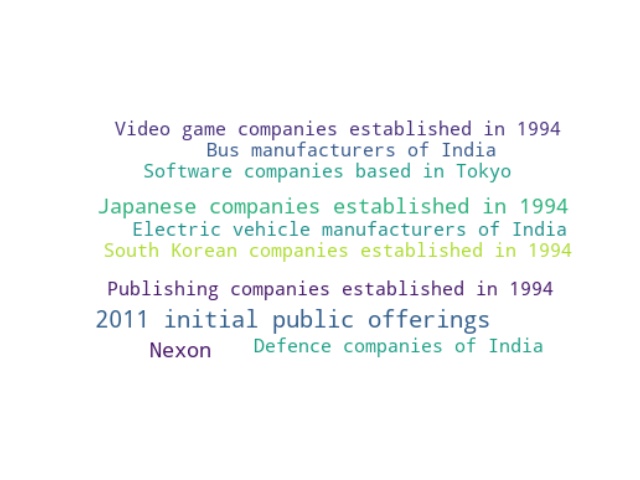 Video game companies established in 1994
Bus manufacturers of India
Software companies based in Tokyo
Japanese companies established in 1994
Electric vehicle manufacturers of India
South Korean companies established in 1994
Publishing companies established in 1994
2011 initial public offerings
Nexon
Defence companies of India